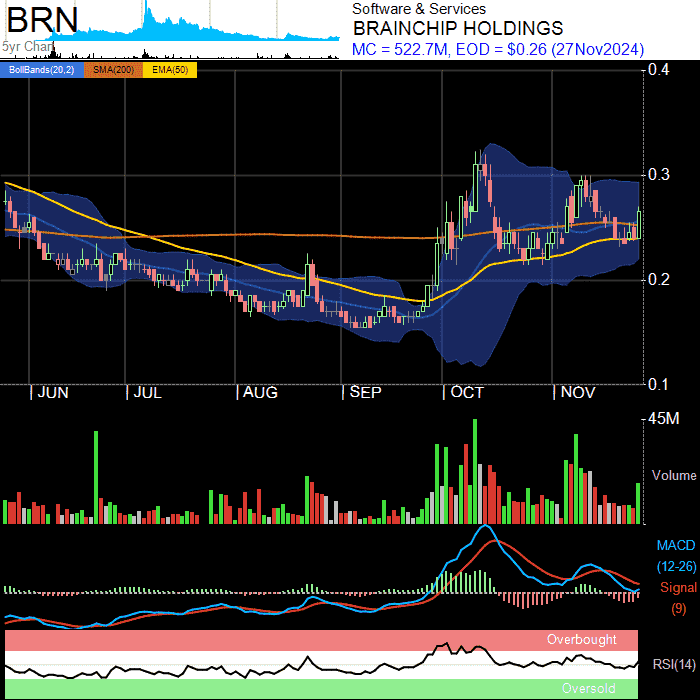 BRN
5yr Chart
Software & Services
BRAINCHIP HOLDINGS
MC = 522.7M, EOD = $0.26 (27Nov2024)
BollBands(20,2) SMA(200) EMA(50)
0.4
0.3
0.2
0.1
JUN JUL AUG SEP OCT NOV
45M
Volume
MACD
(12-26)
Signal
(9)
Overbought
RSI(14)
Oversold